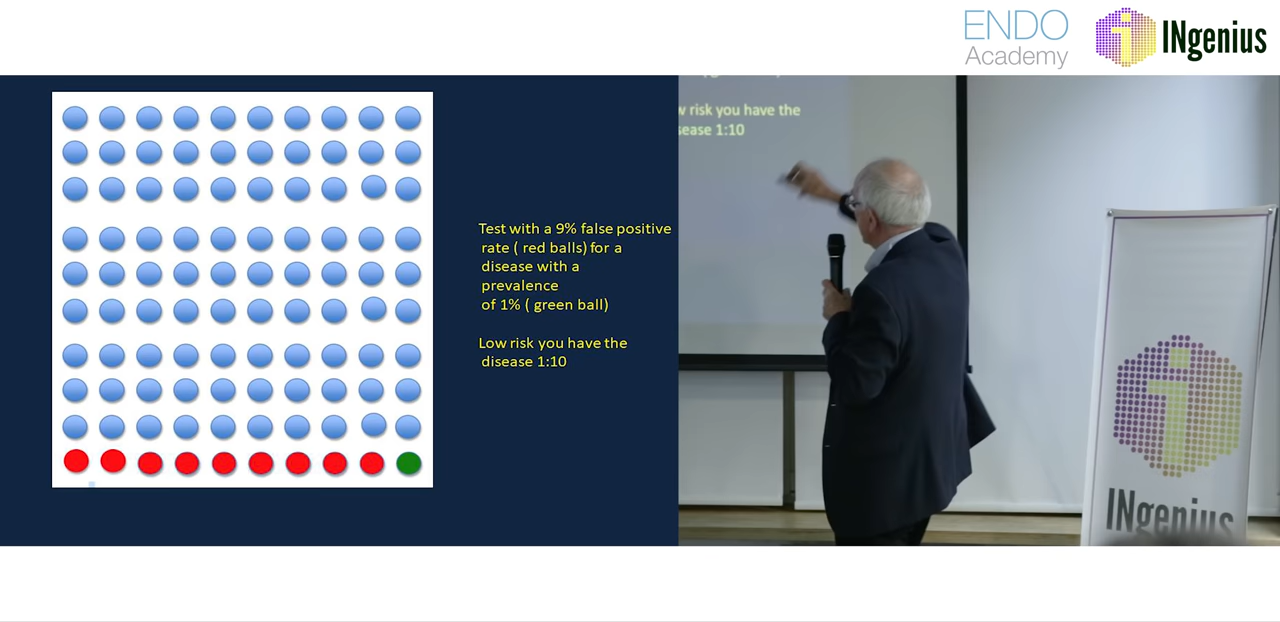 ENDO
Academy
INgenius
Test with a 9% false positive
rate ( red balls) for a
disease with a
prevalence
of 1% ( green ball)
Low risk you have the
disease 1:10
w risk you have the
sease 1:10
INgenius